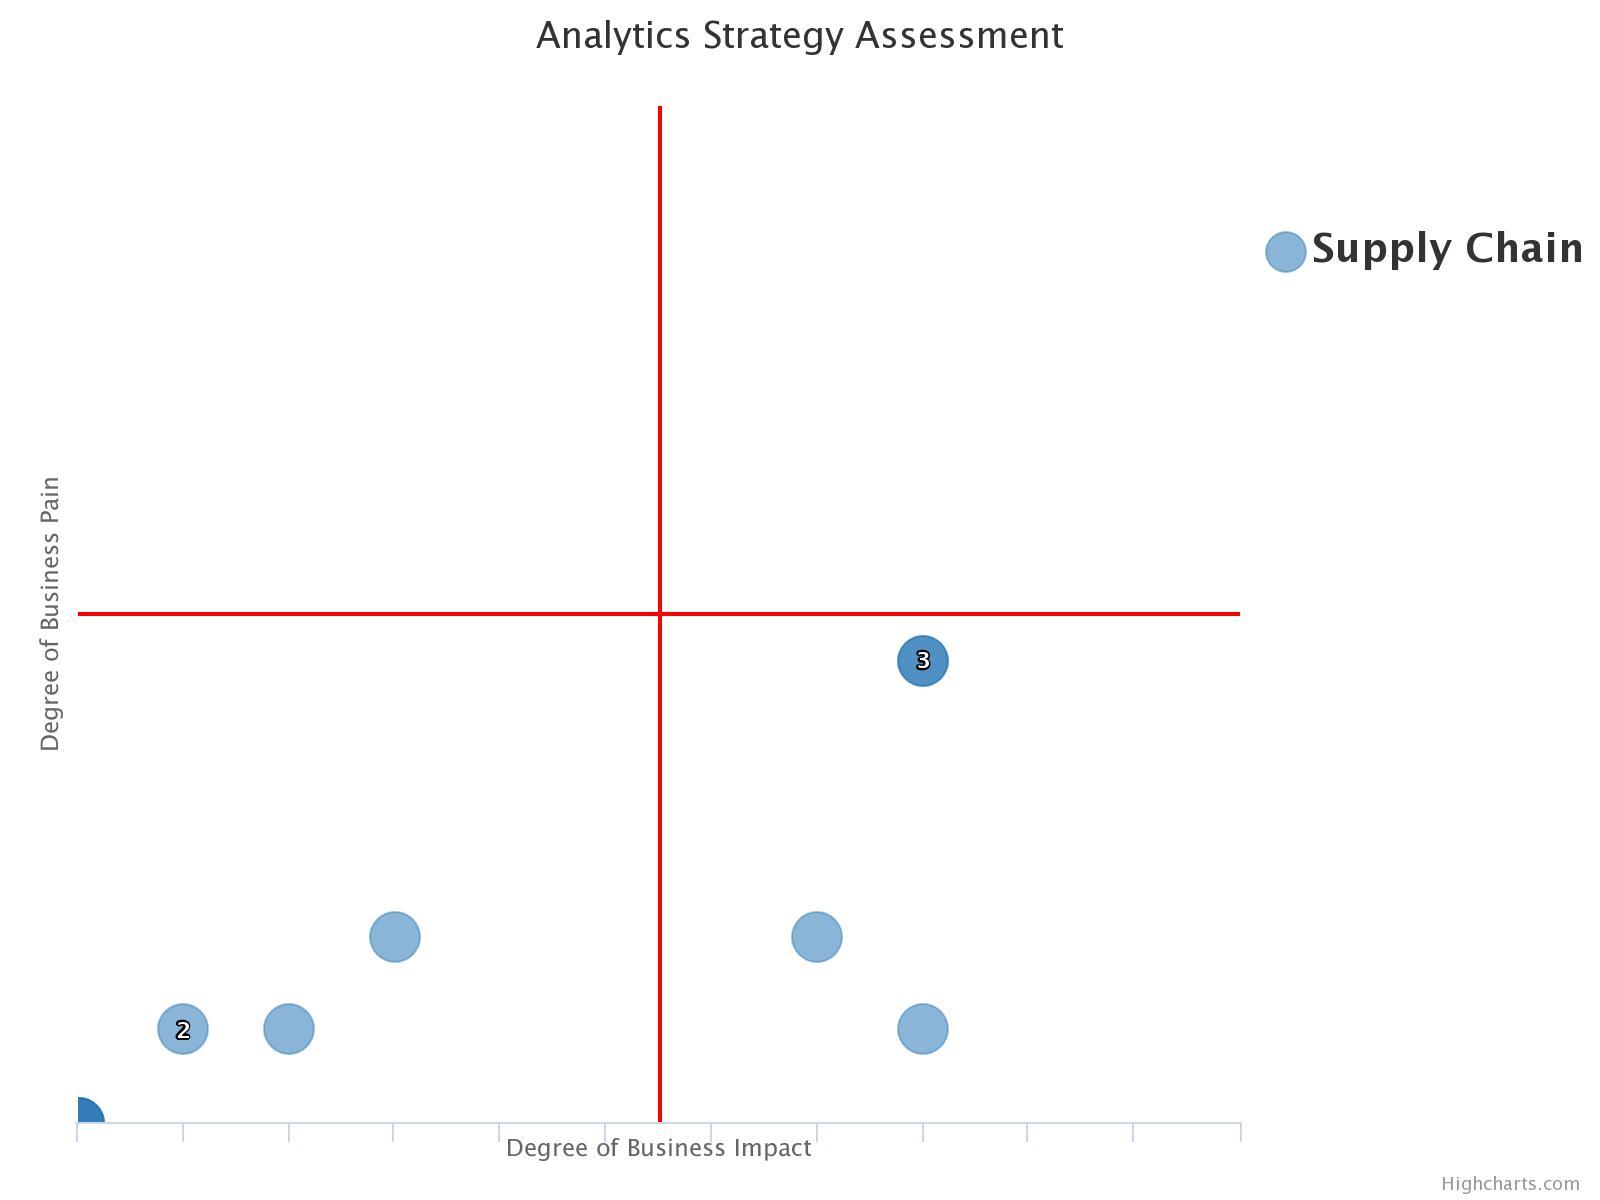 Analytics Strategy Assessment
Supply Chain
Degree of Business Pain
3
2
Degree of Business Impact
Highcharts.com